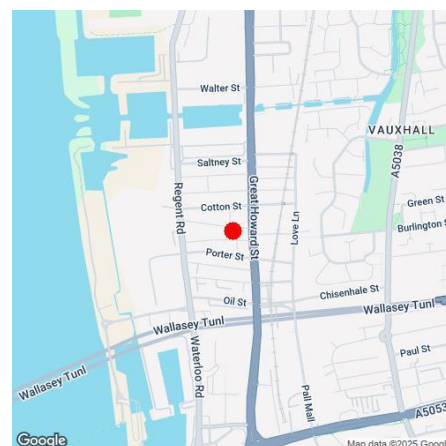 Walter St
VAUXHALL
A5038
Saltney St
Great Howard St
Regent Rd
Love Ln
Cotton St
Green St
Burlington S
Porter St
Chisenhale St
Oil St
Wallasey Tunl
Wallasey Tunl
Waterloo Rd
Paul St
Wallasey Tunl
Pall Mall
A5053
Google
Map data ©2025 Google